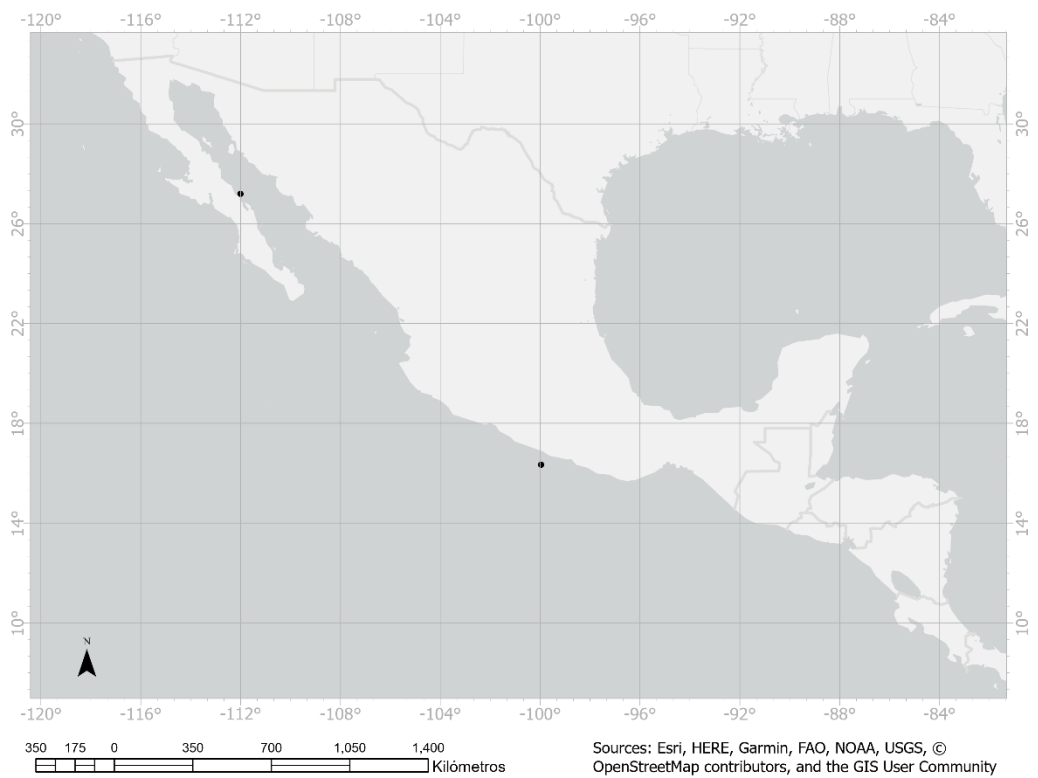 -120° -116° -112° -108° -104° -100° -96° -92° -88° -84°
30° 30°
26° 26°
22° 22°
18° 18°
14° 14°
10° 10°
N
-120° -116° -112° -108° -104° -100° -96° -92° -88° -84°
350 175 0 350 700 1,050 1,400
Kilómetros
Sources: Esri, HERE, Garmin, FAO, NOAA, USGS, ©
OpenStreetMap contributors, and the GIS User Community